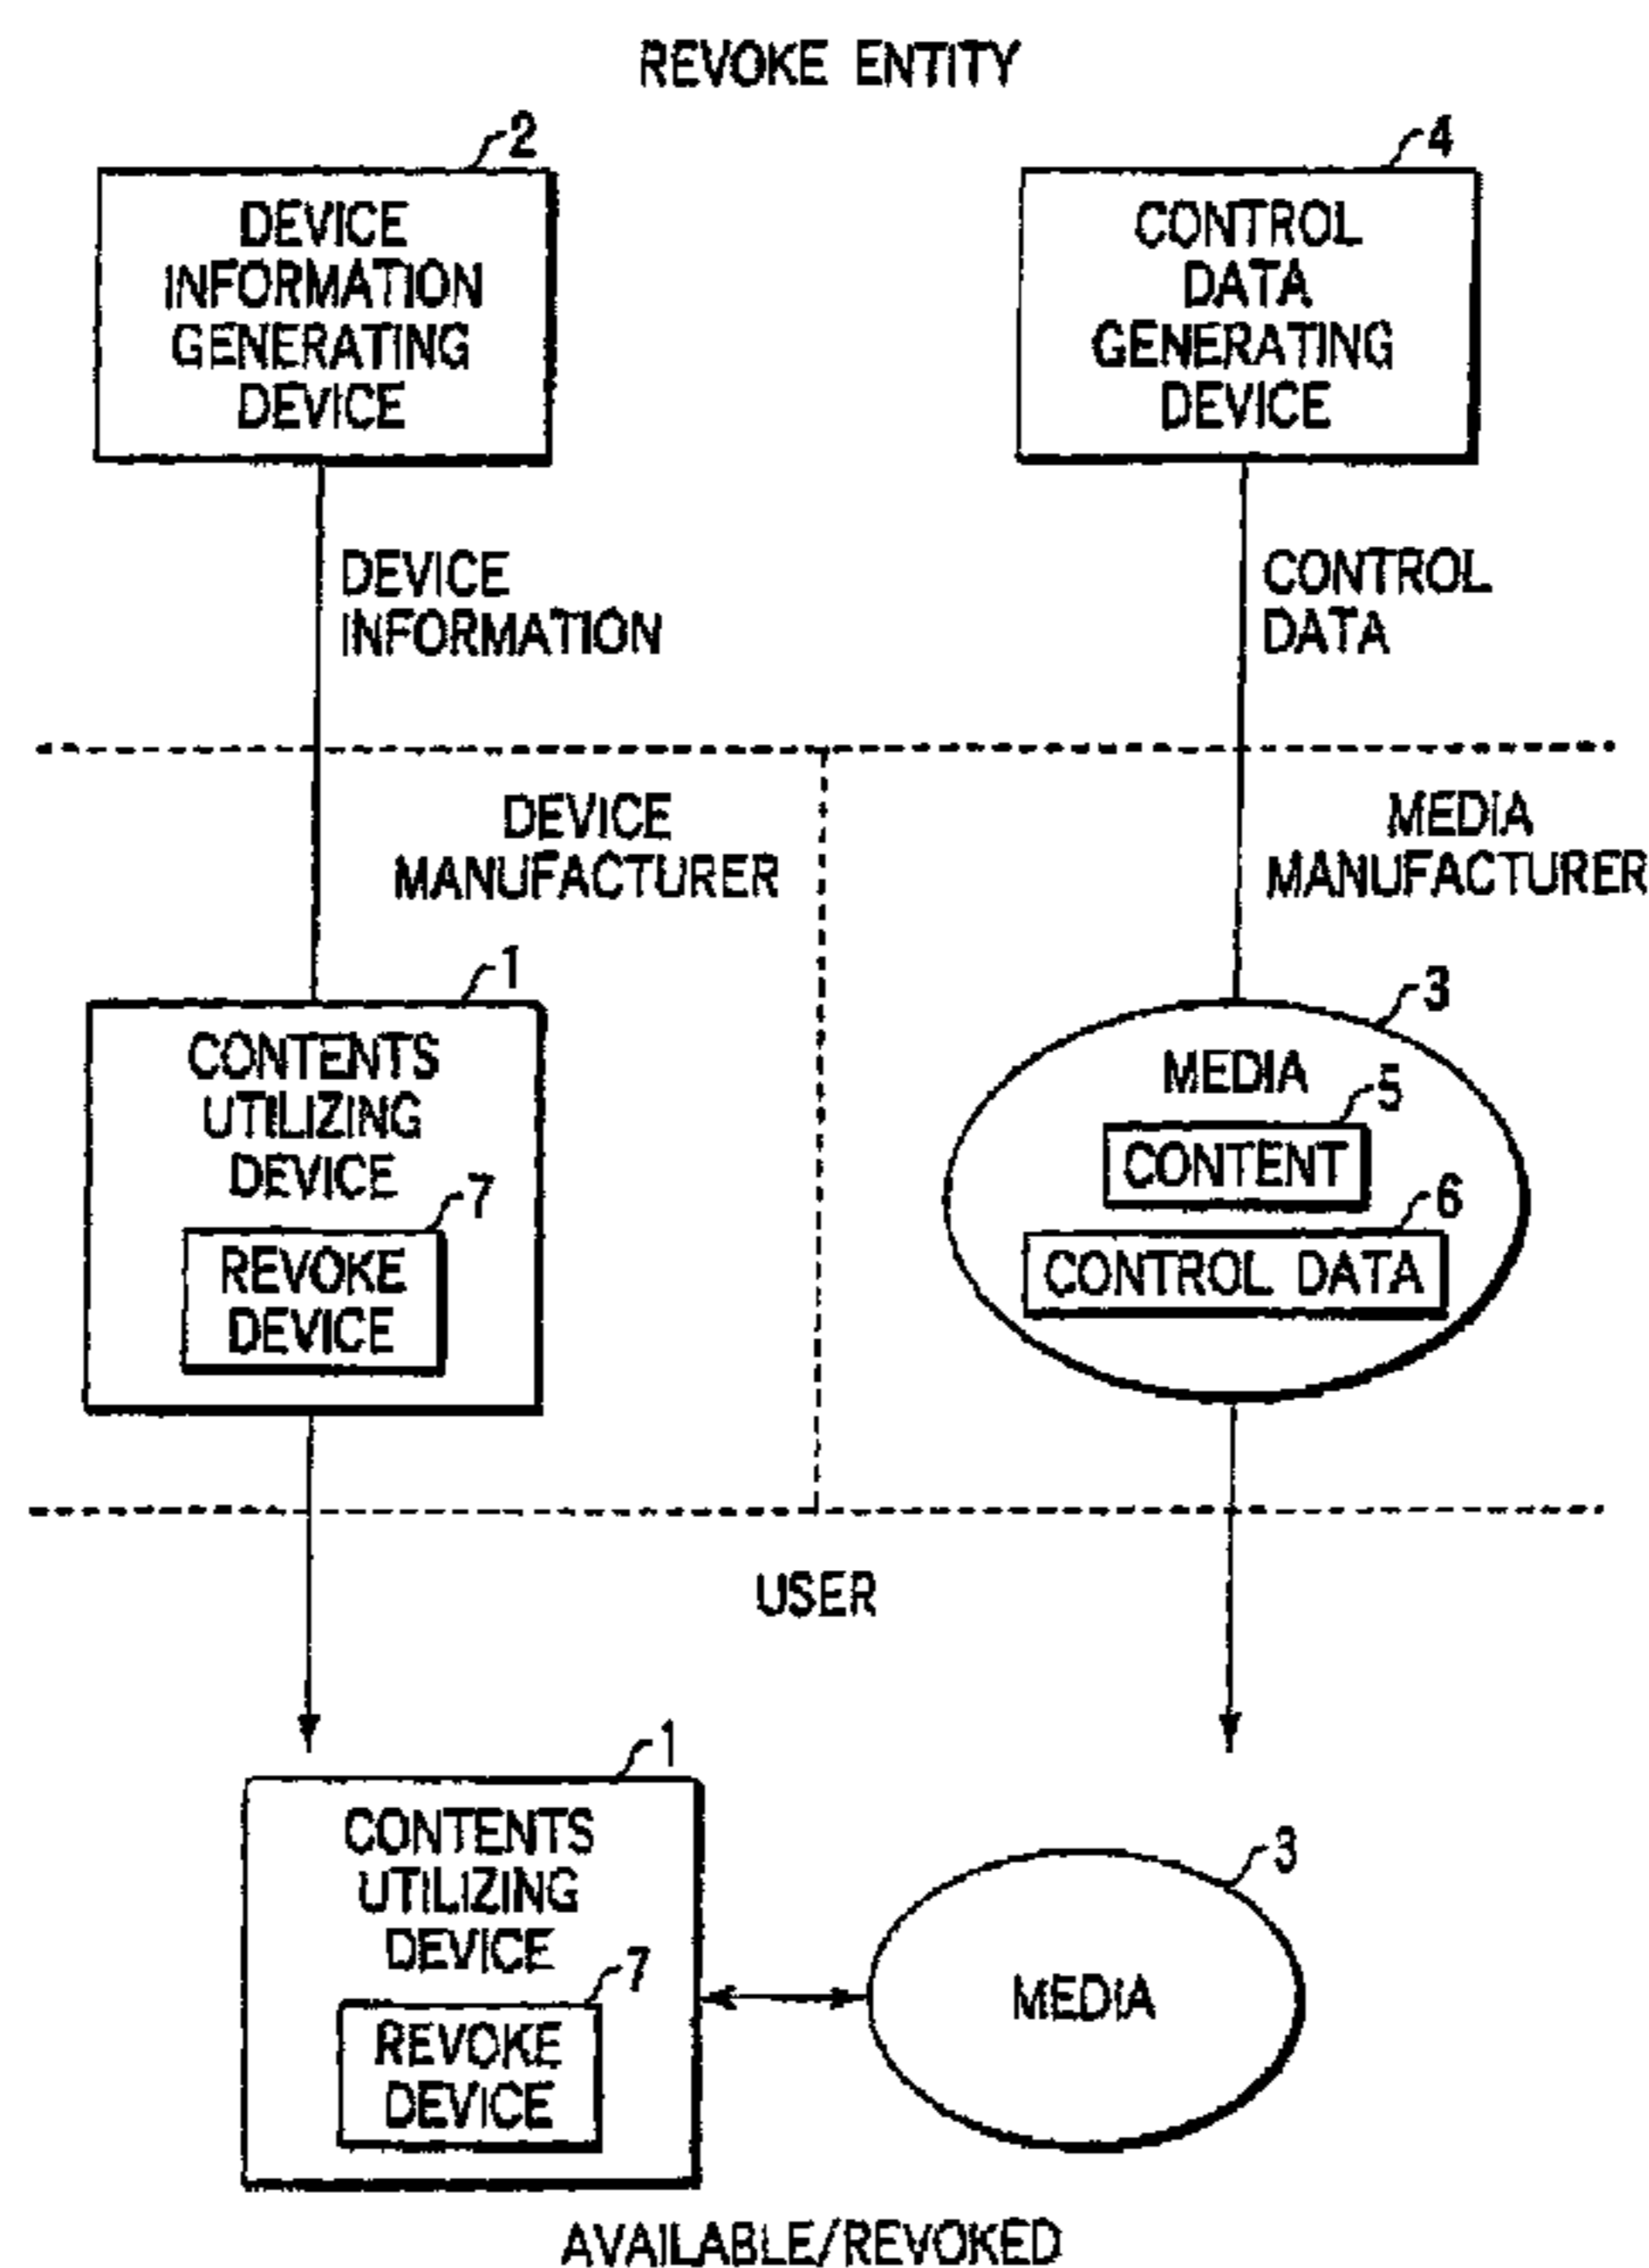 REVOKE ENTITY
2
DEVICE
INFORMATION
GENERATING
DEVICE
4
CONTROL
DATA
GENERATING
DEVICE
DEVICE
INFORMATION
CONTROL
DATA
DEVICE
MANUFACTURER
MEDIA
MANUFACTURER
1
CONTENTS
UTILIZING
DEVICE
7
REVOKE
DEVICE
3
MEDIA
5
CONTENT
6
CONTROL DATA
USER
1
CONTENTS
UTILIZING
DEVICE
7
REVOKE
DEVICE
3
MEDIA
AVAILABLE/REVOKED